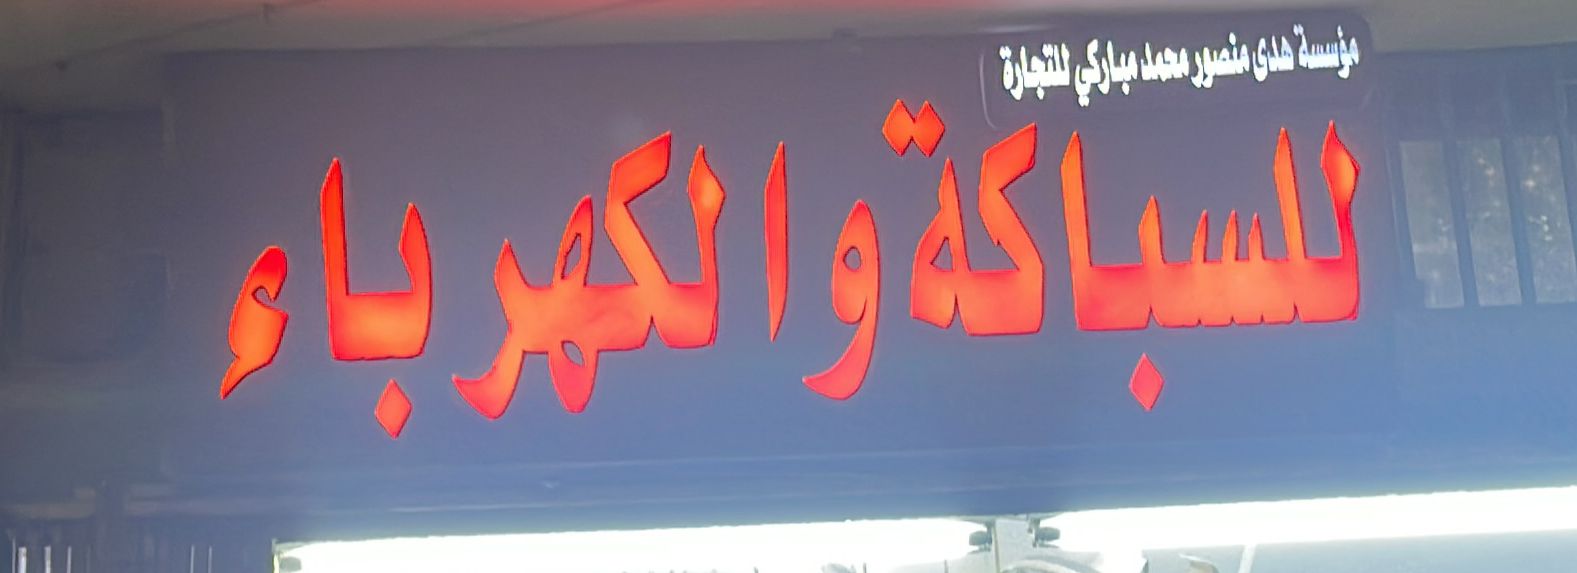 مؤسسة هدى منصور محمد مباركي للتجارة
للسباكة والكهرباء